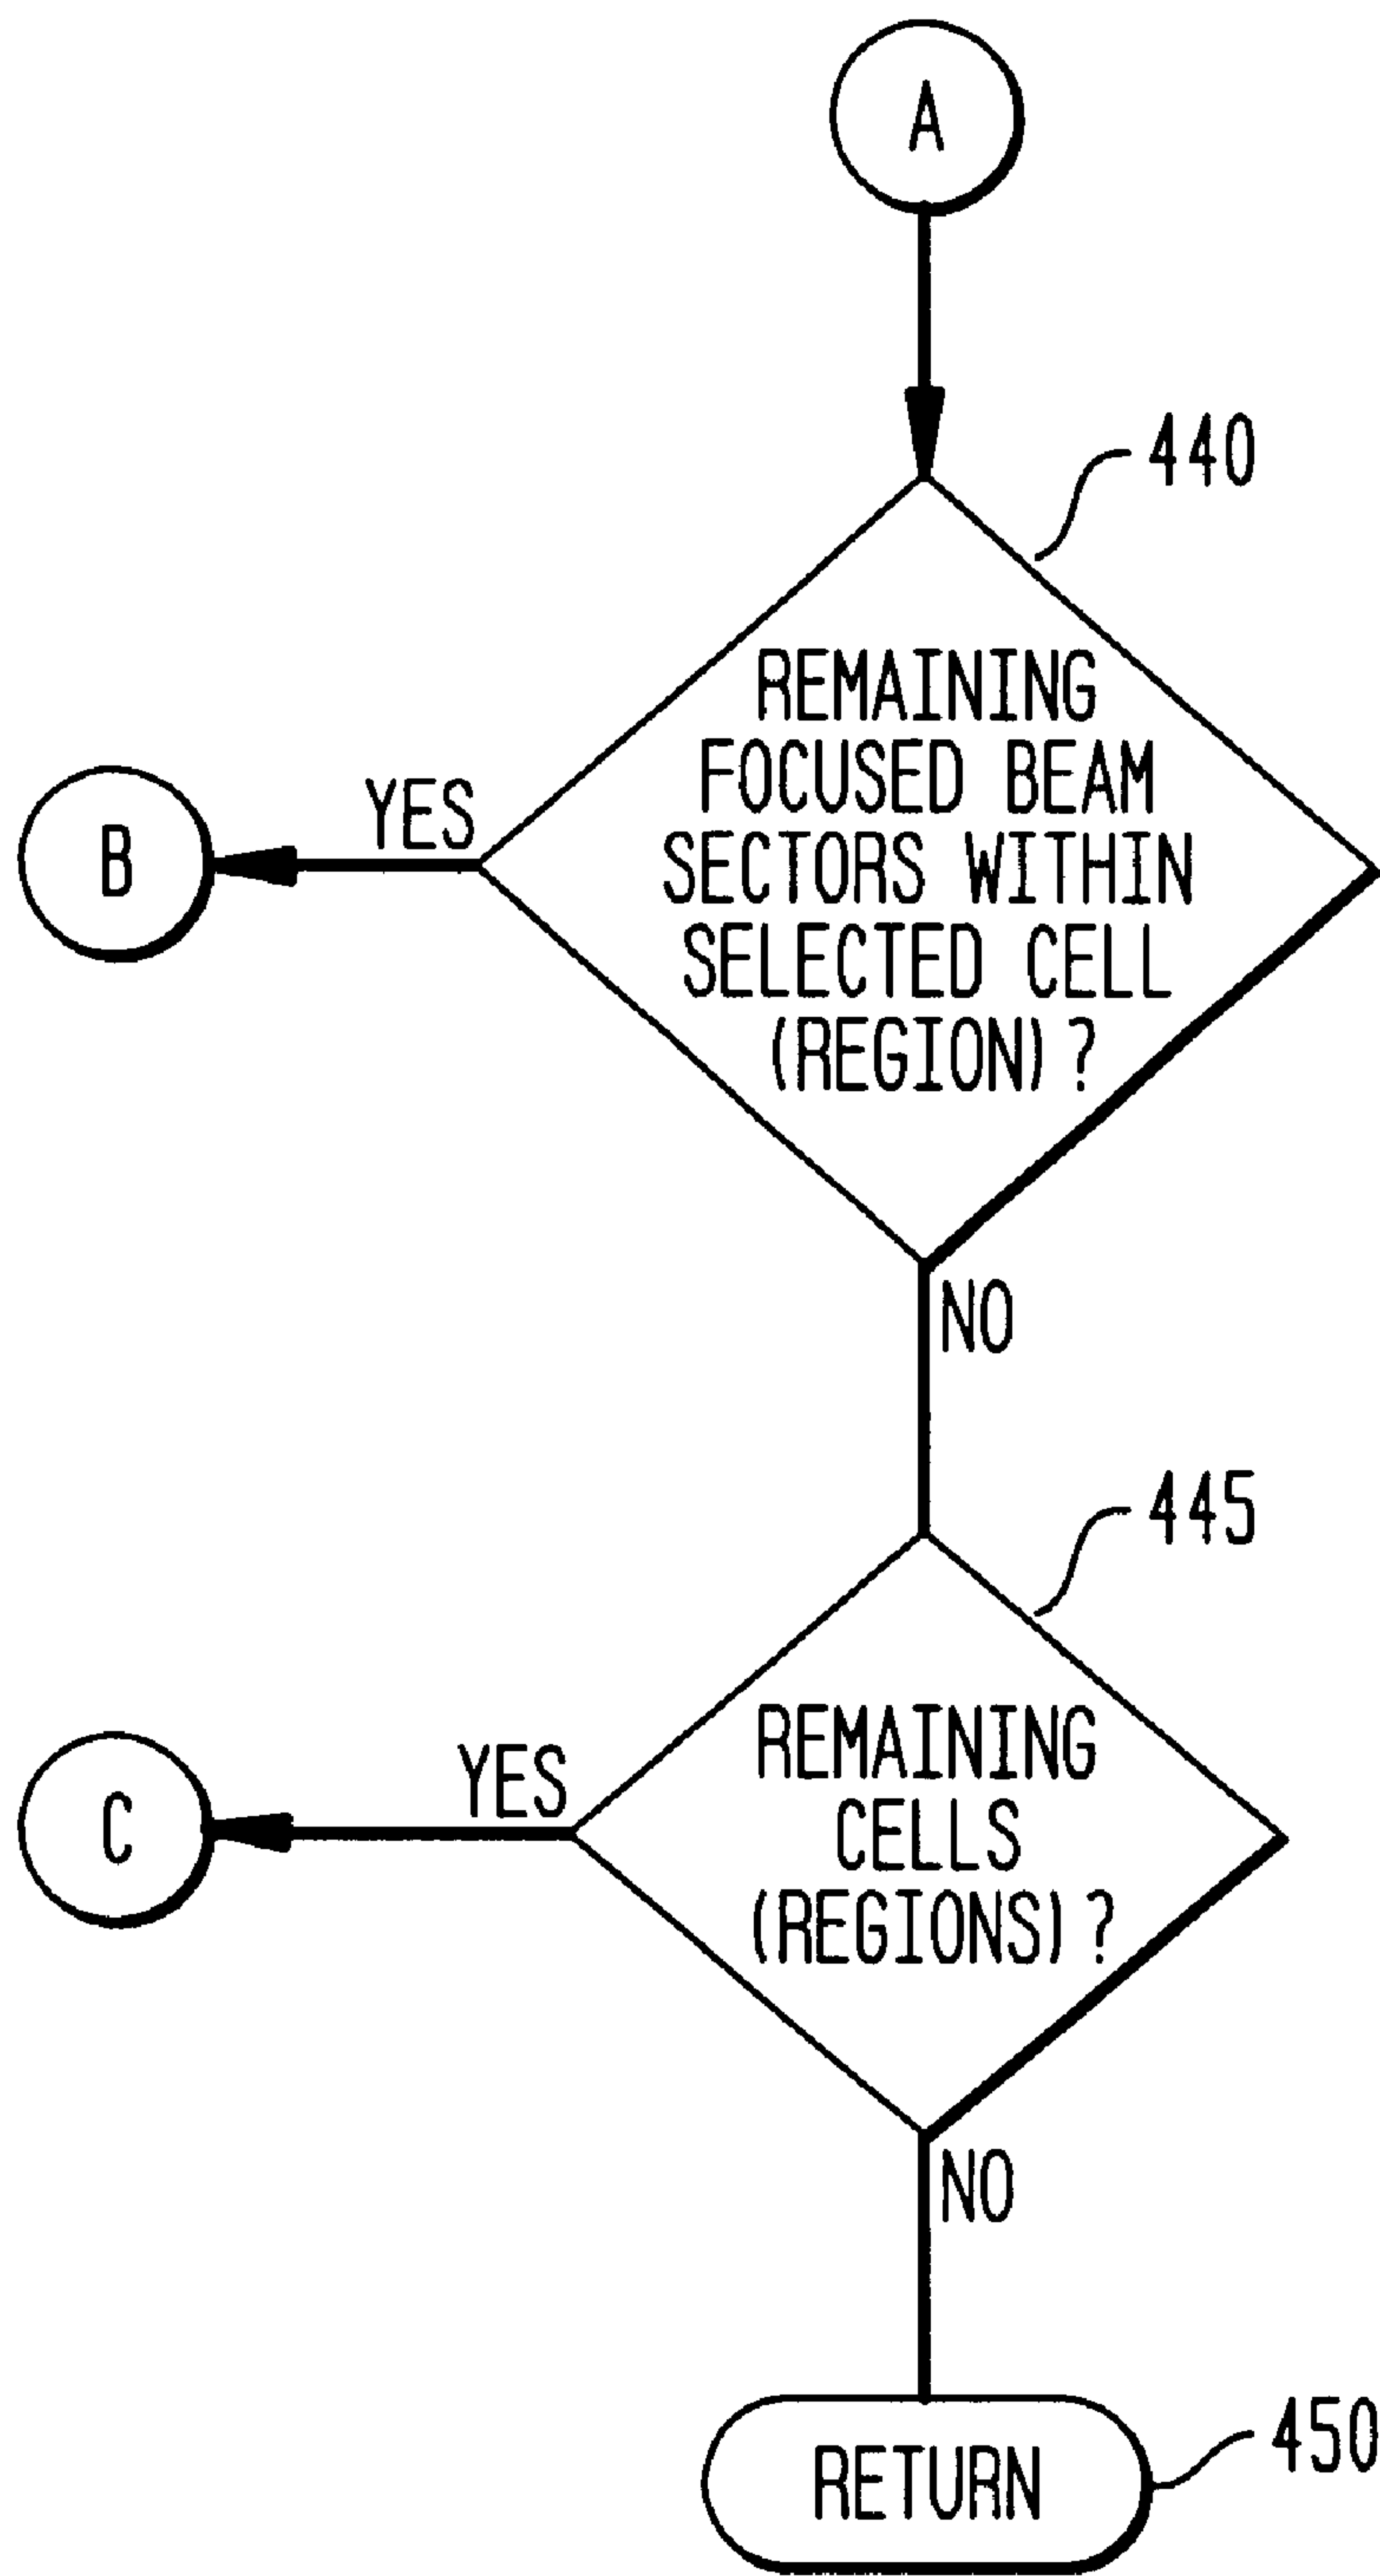 A
440
REMAINING
FOCUSED BEAM
SECTORS WITHIN
SELECTED CELL
(REGION)?
YES
B
NO
445
REMAINING
CELLS
(REGIONS)?
YES
C
NO
RETURN
450